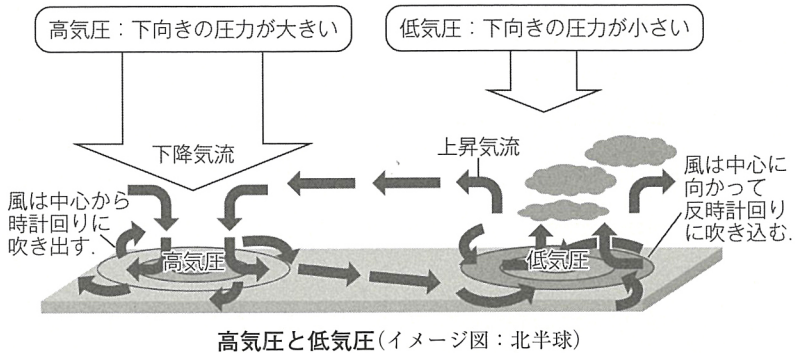 高気圧：下向きの圧力が大きい
低気圧：下向きの圧力が小さい
下降気流
上昇気流
風は中心から
時計回りに
吹き出す.
風は中心に
向かって
反時計回り
に吹き込む.
高気圧
低気圧
高気圧と低気圧(イメージ図：北半球)